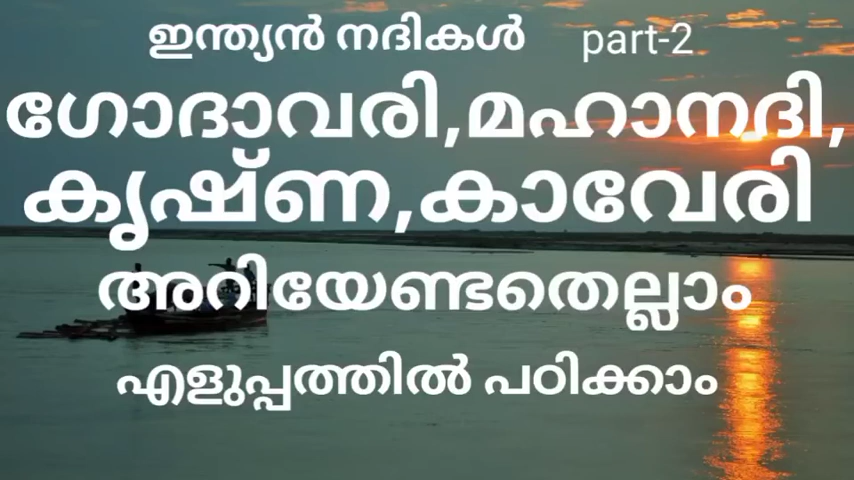 ഇന്ത്യൻ നദികൾ part-2
ഗോദാവരി,മഹാനദി,
കൃഷ്ണ,കാവേരി
അറിയേണ്ടതെല്ലാം
എളുപ്പത്തിൽ പഠിക്കാം